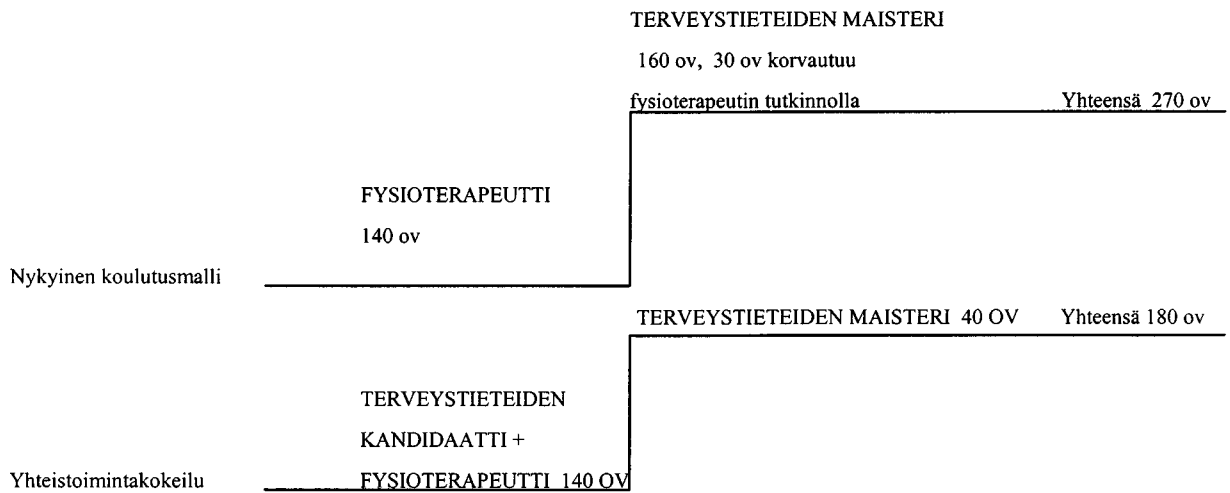 TERVEYSTIETEIDEN MAISTERI
160 ov, 30 ov korvautuu
fysioterapeutin tutkinnolla Yhteensä 270 ov
FYSIOTERAPEUTTI
140 ov
Nykyinen koulutusmalli
TERVEYSTIETEIDEN MAISTERI 40 OV Yhteensä 180 ov
TERVEYSTIETEIDEN
KANDIDAATTI +
Yhteistoimintakokeilu FYSIOTERAPEUTTI 140 OV